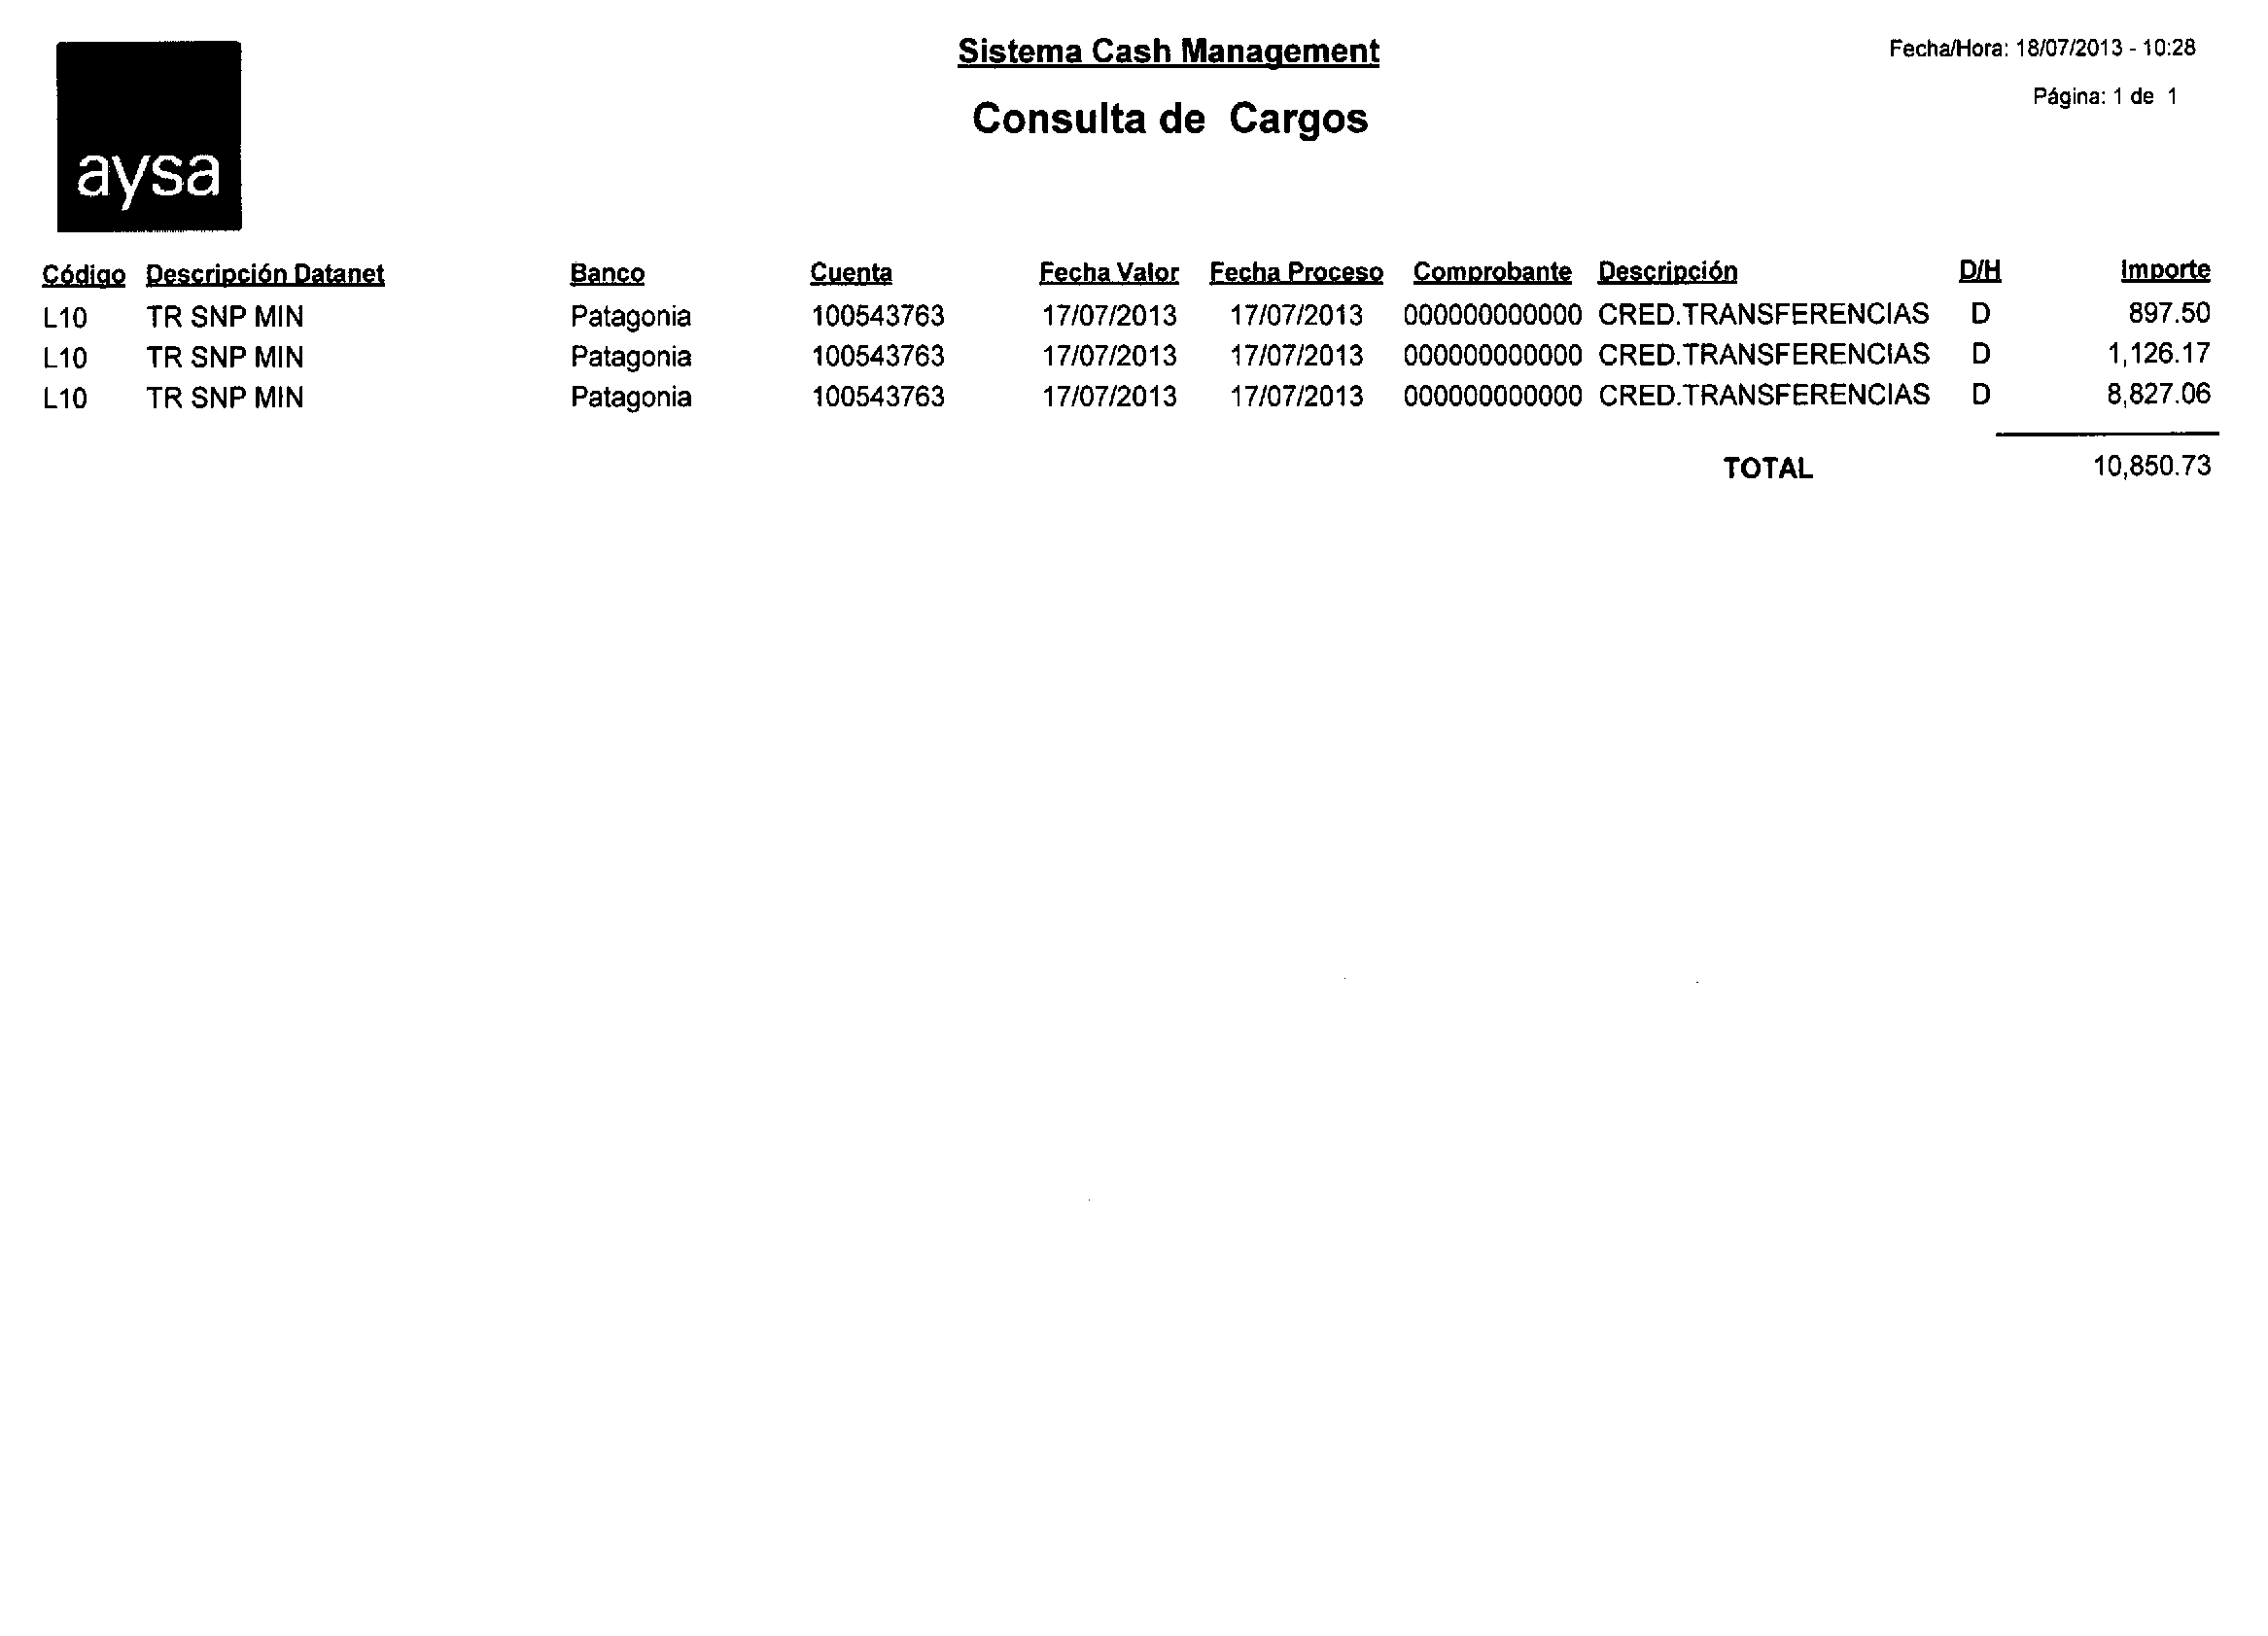 Sistema Cash Management
Fecha/Hora: 18/07/2013 - 10:28
Consulta de Cargos
Página: 1 de 1
aysa
Código Descripción Datanet Banco Cuenta Fecha Valor Fecha Proceso Comprobante Descripción D/H Importe
L10 TR SNP MIN Patagonia 100543763 17/07/2013 17/07/2013 000000000000 CRED.TRANSFERENCIAS D 897.50
L10 TR SNP MIN Patagonia 100543763 17/07/2013 17/07/2013 000000000000 CRED.TRANSFERENCIAS D 1,126.17
L10 TR SNP MIN Patagonia 100543763 17/07/2013 17/07/2013 000000000000 CRED.TRANSFERENCIAS D 8,827.06
TOTAL 10,850.73